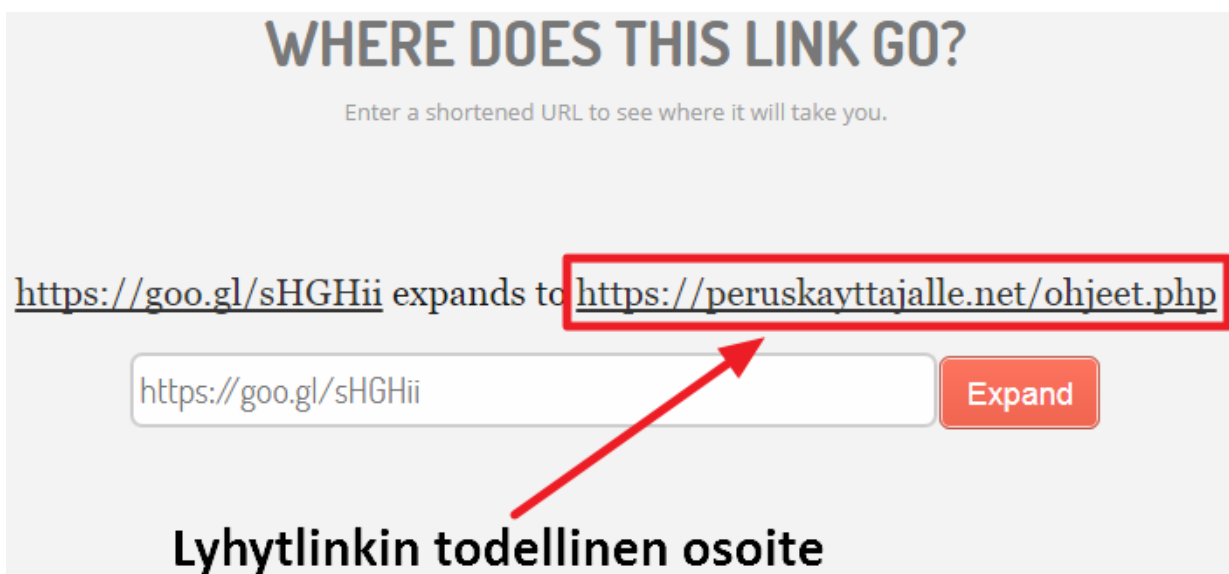 WHERE DOES THIS LINK GO?
Enter a shortened URL to see where it will take you.
https://goo.gl/sHGHii expands to https://peruskayttajalle.net/ohjeet.php
https://goo.gl/sHGHii Expand
Lyhytlinkin todellinen osoite